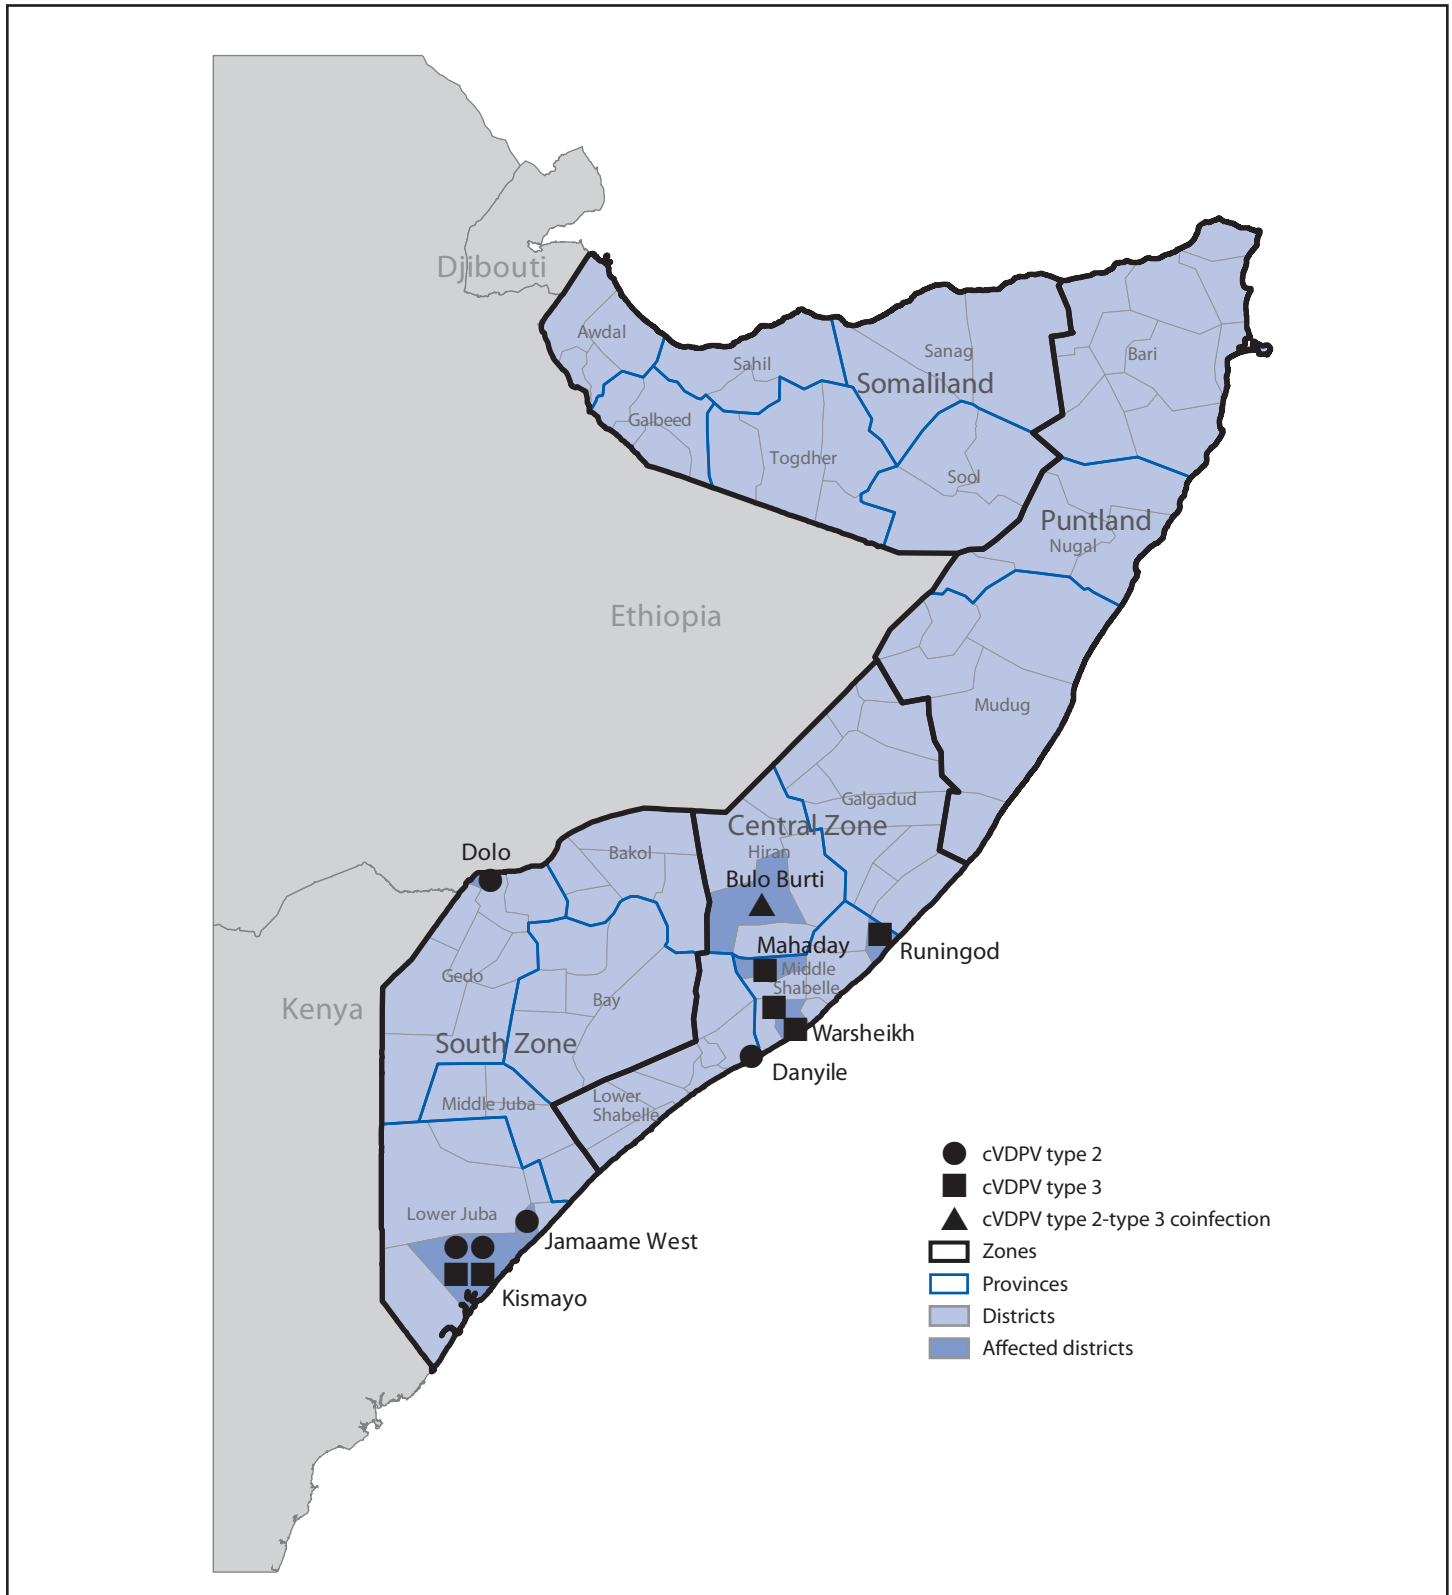 Djibouti
Awdal
Sahil
Sanag
Bari
Somaliland
Galbeed
Togdher
Sool
Puntland
Nugal
Ethiopia
Mudug
Galgadud
Central Zone
Hiran
Dolo
Bakol
Bulo Burti
Mahaday
Runingod
Gedo
Middle
Shabelle
Bay
Kenya
Warsheikh
South Zone
Danyile
Middle Juba
Lower
Shabelle
Lower Juba
Jamaame West
Kismayo
cVDPV type 2
cVDPV type 3
cVDPV type 2-type 3 coinfection
Zones
Provinces
Districts
Affected districts